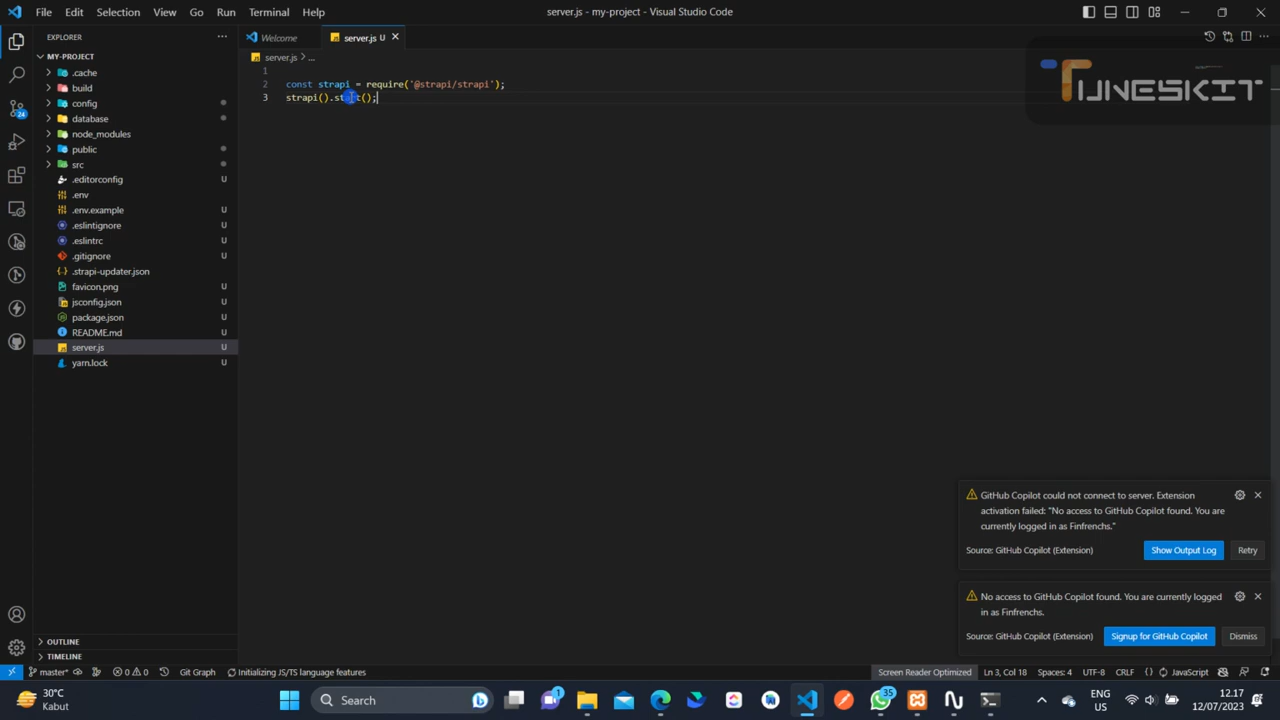 File Edit Selection View Go Run Terminal Help
server.js - my-project - Visual Studio Code
EXPLORER
Welcome
server.js U
MY-PROJECT
server.js > ...
.cache
build
config
database
node_modules
public
src
.editorconfig U
.env
.env.example U
.eslintignore U
.eslintrc U
.gitignore U
.strapi-updater.json
favicon.png U
jsconfig.json U
package.json U
README.md U
server.js U
yarn.lock U
OUTLINE
TIMELINE
1
2 const strapi = require('@strapi/strapi');
3 strapi().start();
TUNESKIT
24
GitHub Copilot could not connect to server. Extension
activation failed: "No access to GitHub Copilot found. You are
currently logged in as Finfrenchs."
Source: GitHub Copilot (Extension)
Show Output Log
Retry
No access to GitHub Copilot found. You are currently logged
in as Finfrenchs.
Source: GitHub Copilot (Extension)
Signup for GitHub Copilot
Dismiss
master* 0 0 Git Graph Initializing JS/TS language features
Screen Reader Optimized Ln 3, Col 18 Spaces: 4 UTF-8 CRLF {} JavaScript
30°C
Kabut
Search
1
35
ENG
US
12.17
12/07/2023